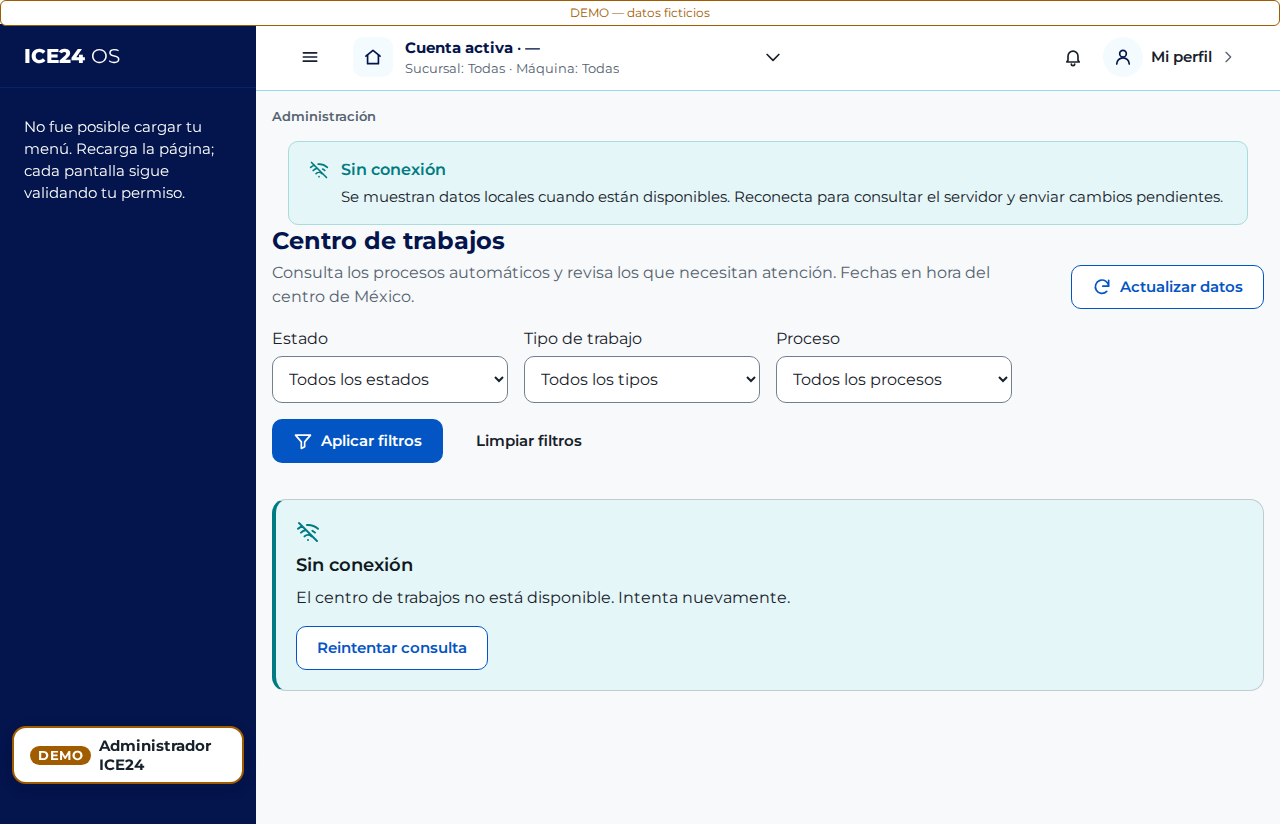 DEMO — datos ficticios
ICE24 OS
No fue posible cargar tu
menú. Recarga la página;
cada pantalla sigue
validando tu permiso.
DEMO
Administrador
ICE24
Cuenta activa · —
Sucursal: Todas · Máquina: Todas
Mi perfil
Administración
Sin conexión
Se muestran datos locales cuando están disponibles. Reconecta para consultar el servidor y enviar cambios pendientes.
Centro de trabajos
Consulta los procesos automáticos y revisa los que necesitan atención. Fechas en hora del
centro de México.
Actualizar datos
Estado
Tipo de trabajo
Proceso
Todos los estados
Todos los tipos
Todos los procesos
Aplicar filtros
Limpiar filtros
Sin conexión
El centro de trabajos no está disponible. Intenta nuevamente.
Reintentar consulta